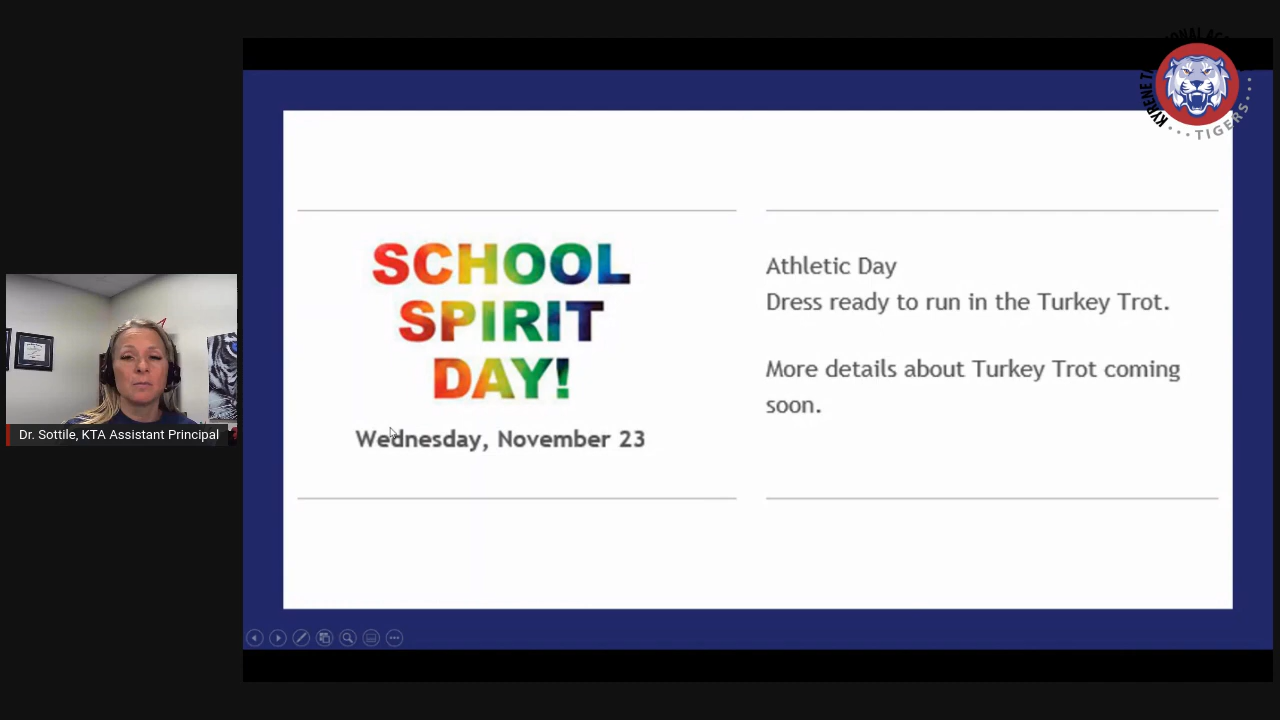 KYRENE
TIGERS
SCHOOL
SPIRIT
DAY!
Wednesday, November 23
Athletic Day
Dress ready to run in the Turkey Trot.
More details about Turkey Trot coming
soon.
Dr. Sottile, KTA Assistant Principal